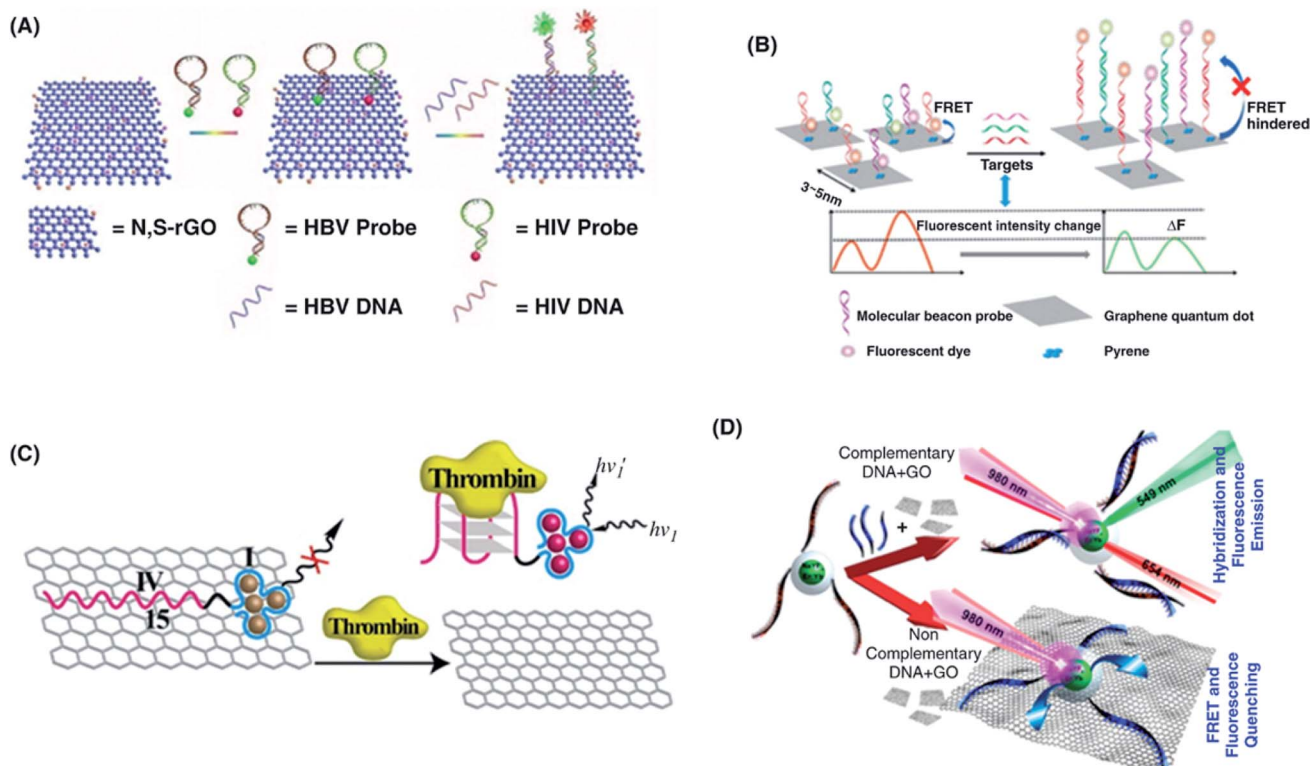 (A)
= N,S-rGO
= HBV Probe
= HIV Probe
= HBV DNA
= HIV DNA
(B)
FRET
Targets
FRET
hindered
3~5nm
Fluorescent intensity change
ΔF
Molecular beacon probe
Graphene quantum dot
Fluorescent dye
Pyrene
(C)
IV
15
I
Thrombin
Thrombin
hν₁'
hν₁
(D)
Complementary
DNA+GO
+
980 nm
549 nm
654 nm
Hybridization and
Fluorescence
Emission
Non
Complementary
DNA+GO
980 nm
FRET and
Fluorescence
Quenching